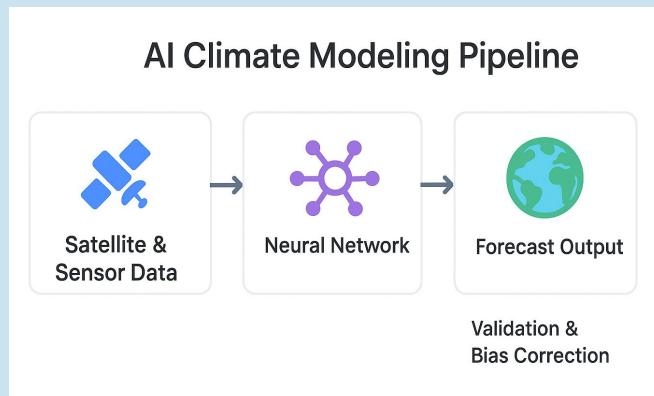 AI Climate Modeling Pipeline
Satellite &
Sensor Data
Neural Network
Forecast Output
Validation &
Bias Correction